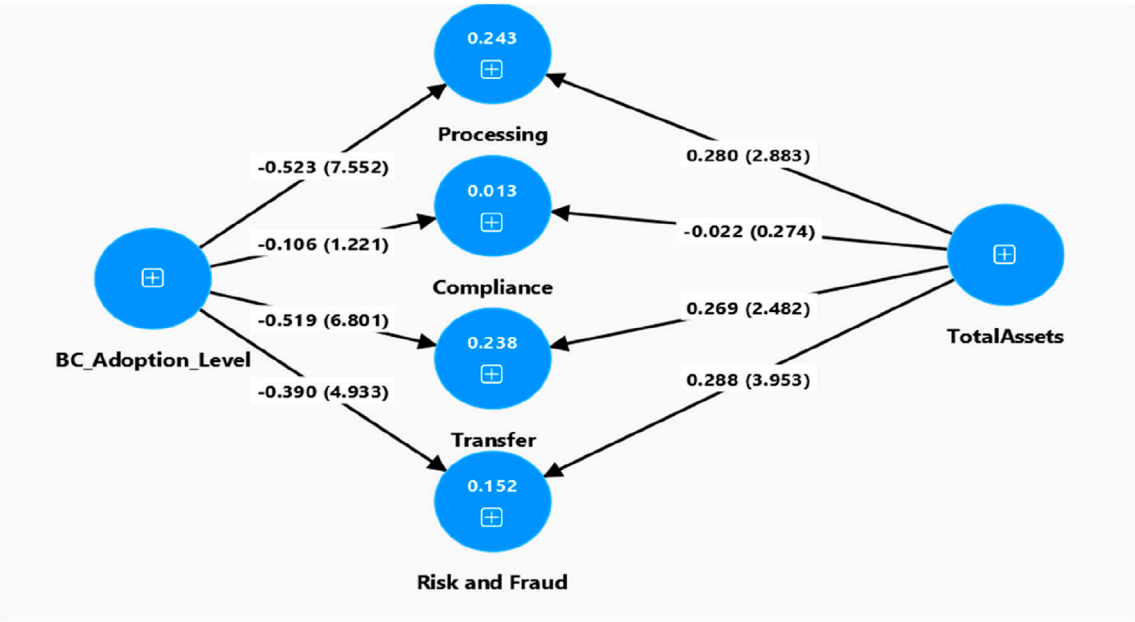 0.243
Processing
-0.523 (7.552)
0.280 (2.883)
0.013
-0.106 (1.221)
-0.022 (0.274)
Compliance
BC_Adoption_Level
TotalAssets
-0.519 (6.801)
0.269 (2.482)
0.238
-0.390 (4.933)
0.288 (3.953)
Transfer
0.152
Risk and Fraud